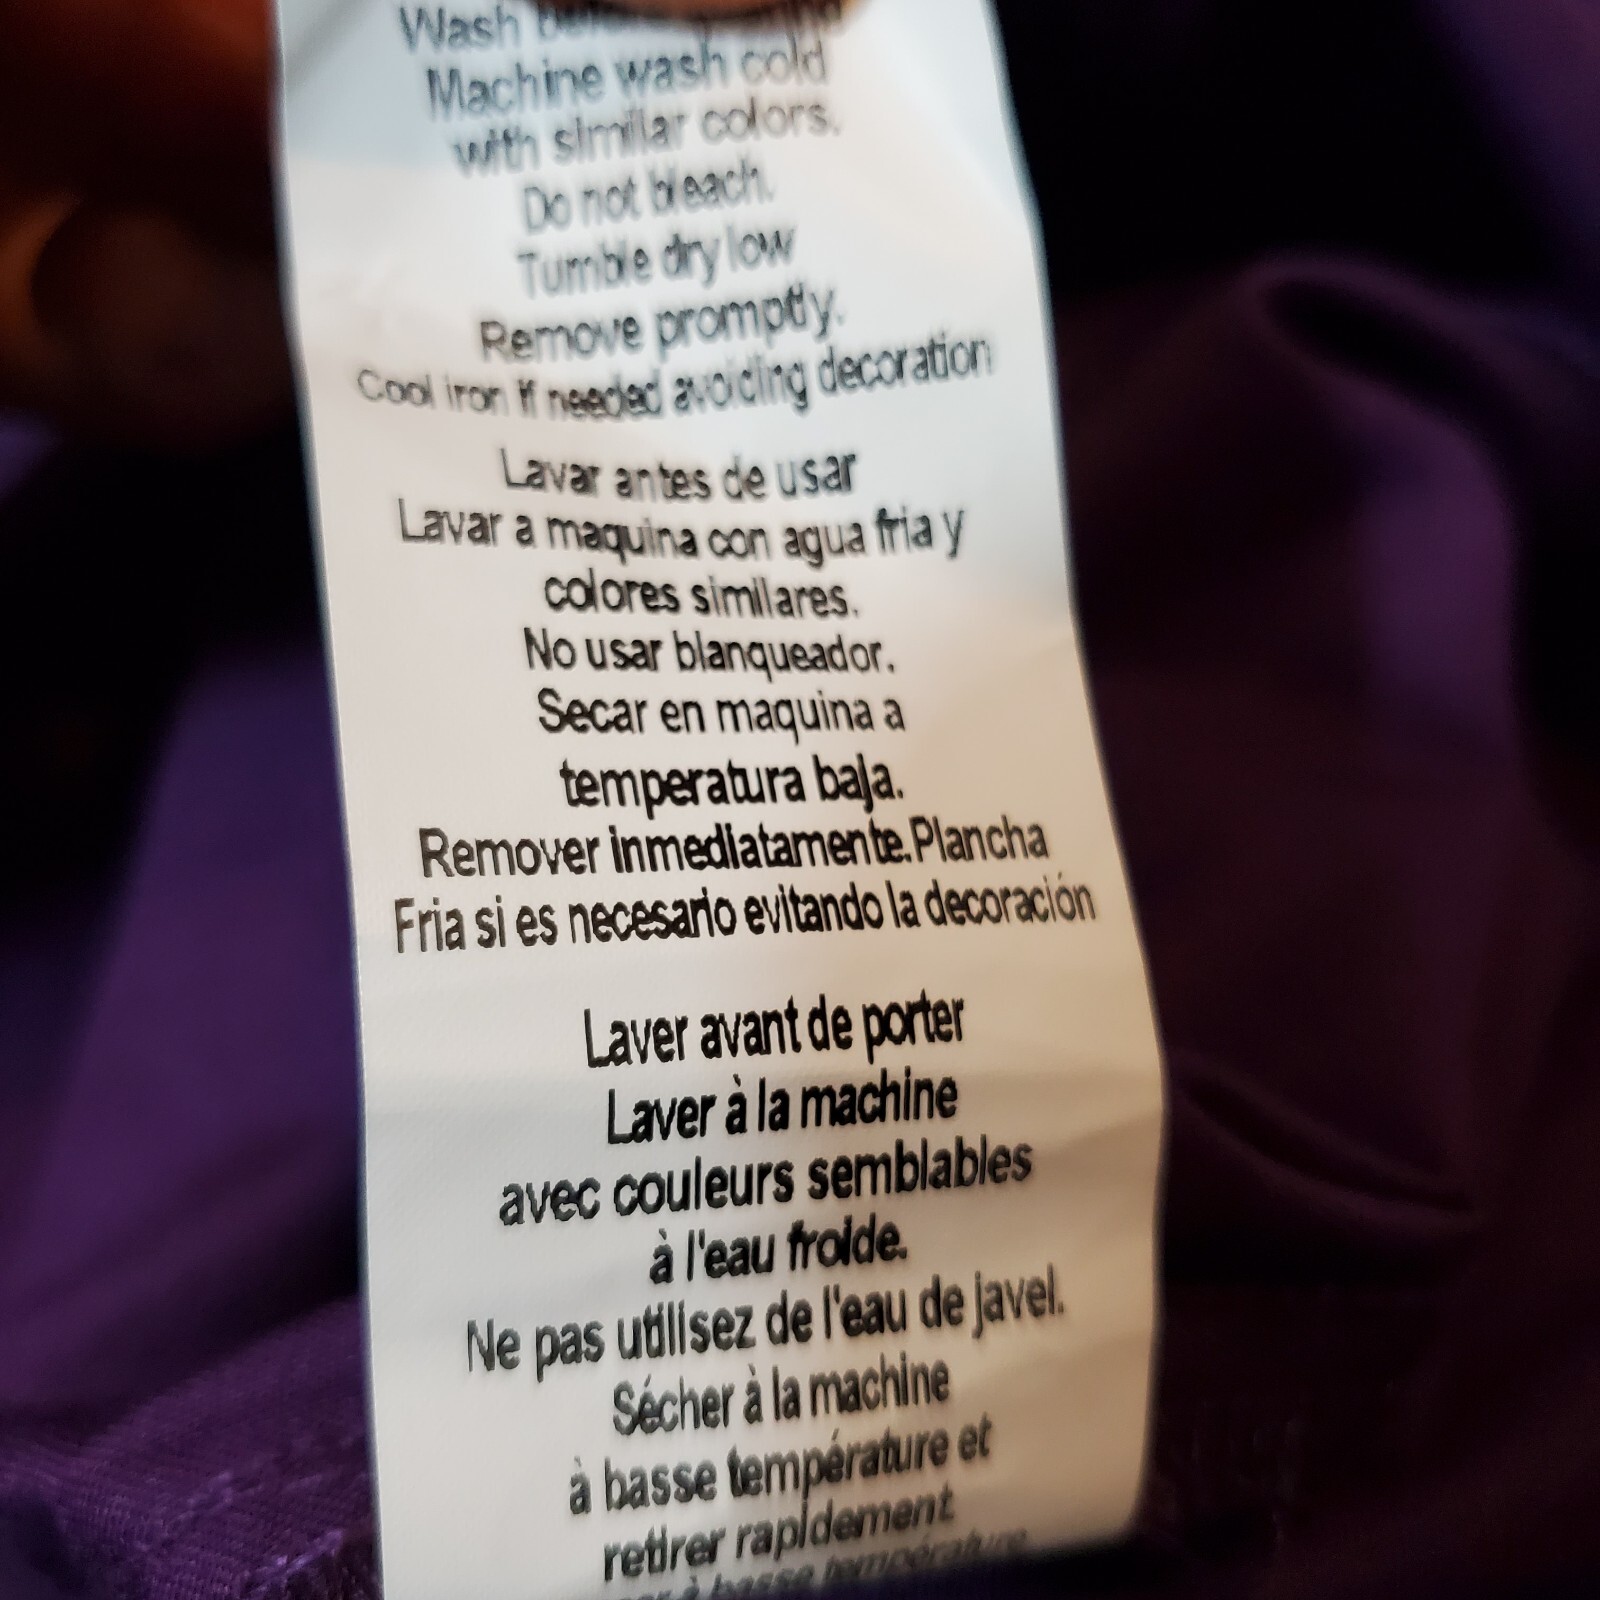 Wash
Machine wash cold
with similar colors.
Do not bleach.
Tumble dry low
Remove promptly.
Cool iron if needed avoiding decoration
Lavar antes de usar
Lavar a maquina con agua fria y
colores similares.
No usar blanqueador.
Secar en maquina a
temperatura baja.
Remover inmediatamente.Plancha
Fria si es necesario evitando la decoración
Laver avant de porter
Laver à la machine
avec couleurs semblables
à l'eau froide.
Ne pas utilisez de l'eau de javel.
Sécher à la machine
à basse température et
retirer rapidement
à basse température